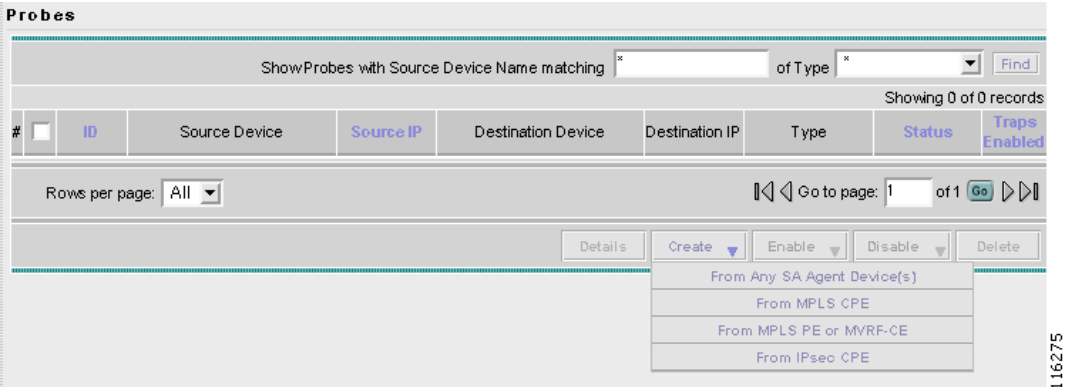 Probes
Show Probes with Source Device Name matching * of Type * Find
Showing 0 of 0 records
# ID Source Device Source IP Destination Device Destination IP Type Status Traps Enabled
Rows per page: All Go to page: 1 of 1 Go
Details Create Enable Disable Delete
From Any SA Agent Device(s)
From MPLS CPE
From MPLS PE or MVRF-CE
From IPsec CPE
116275